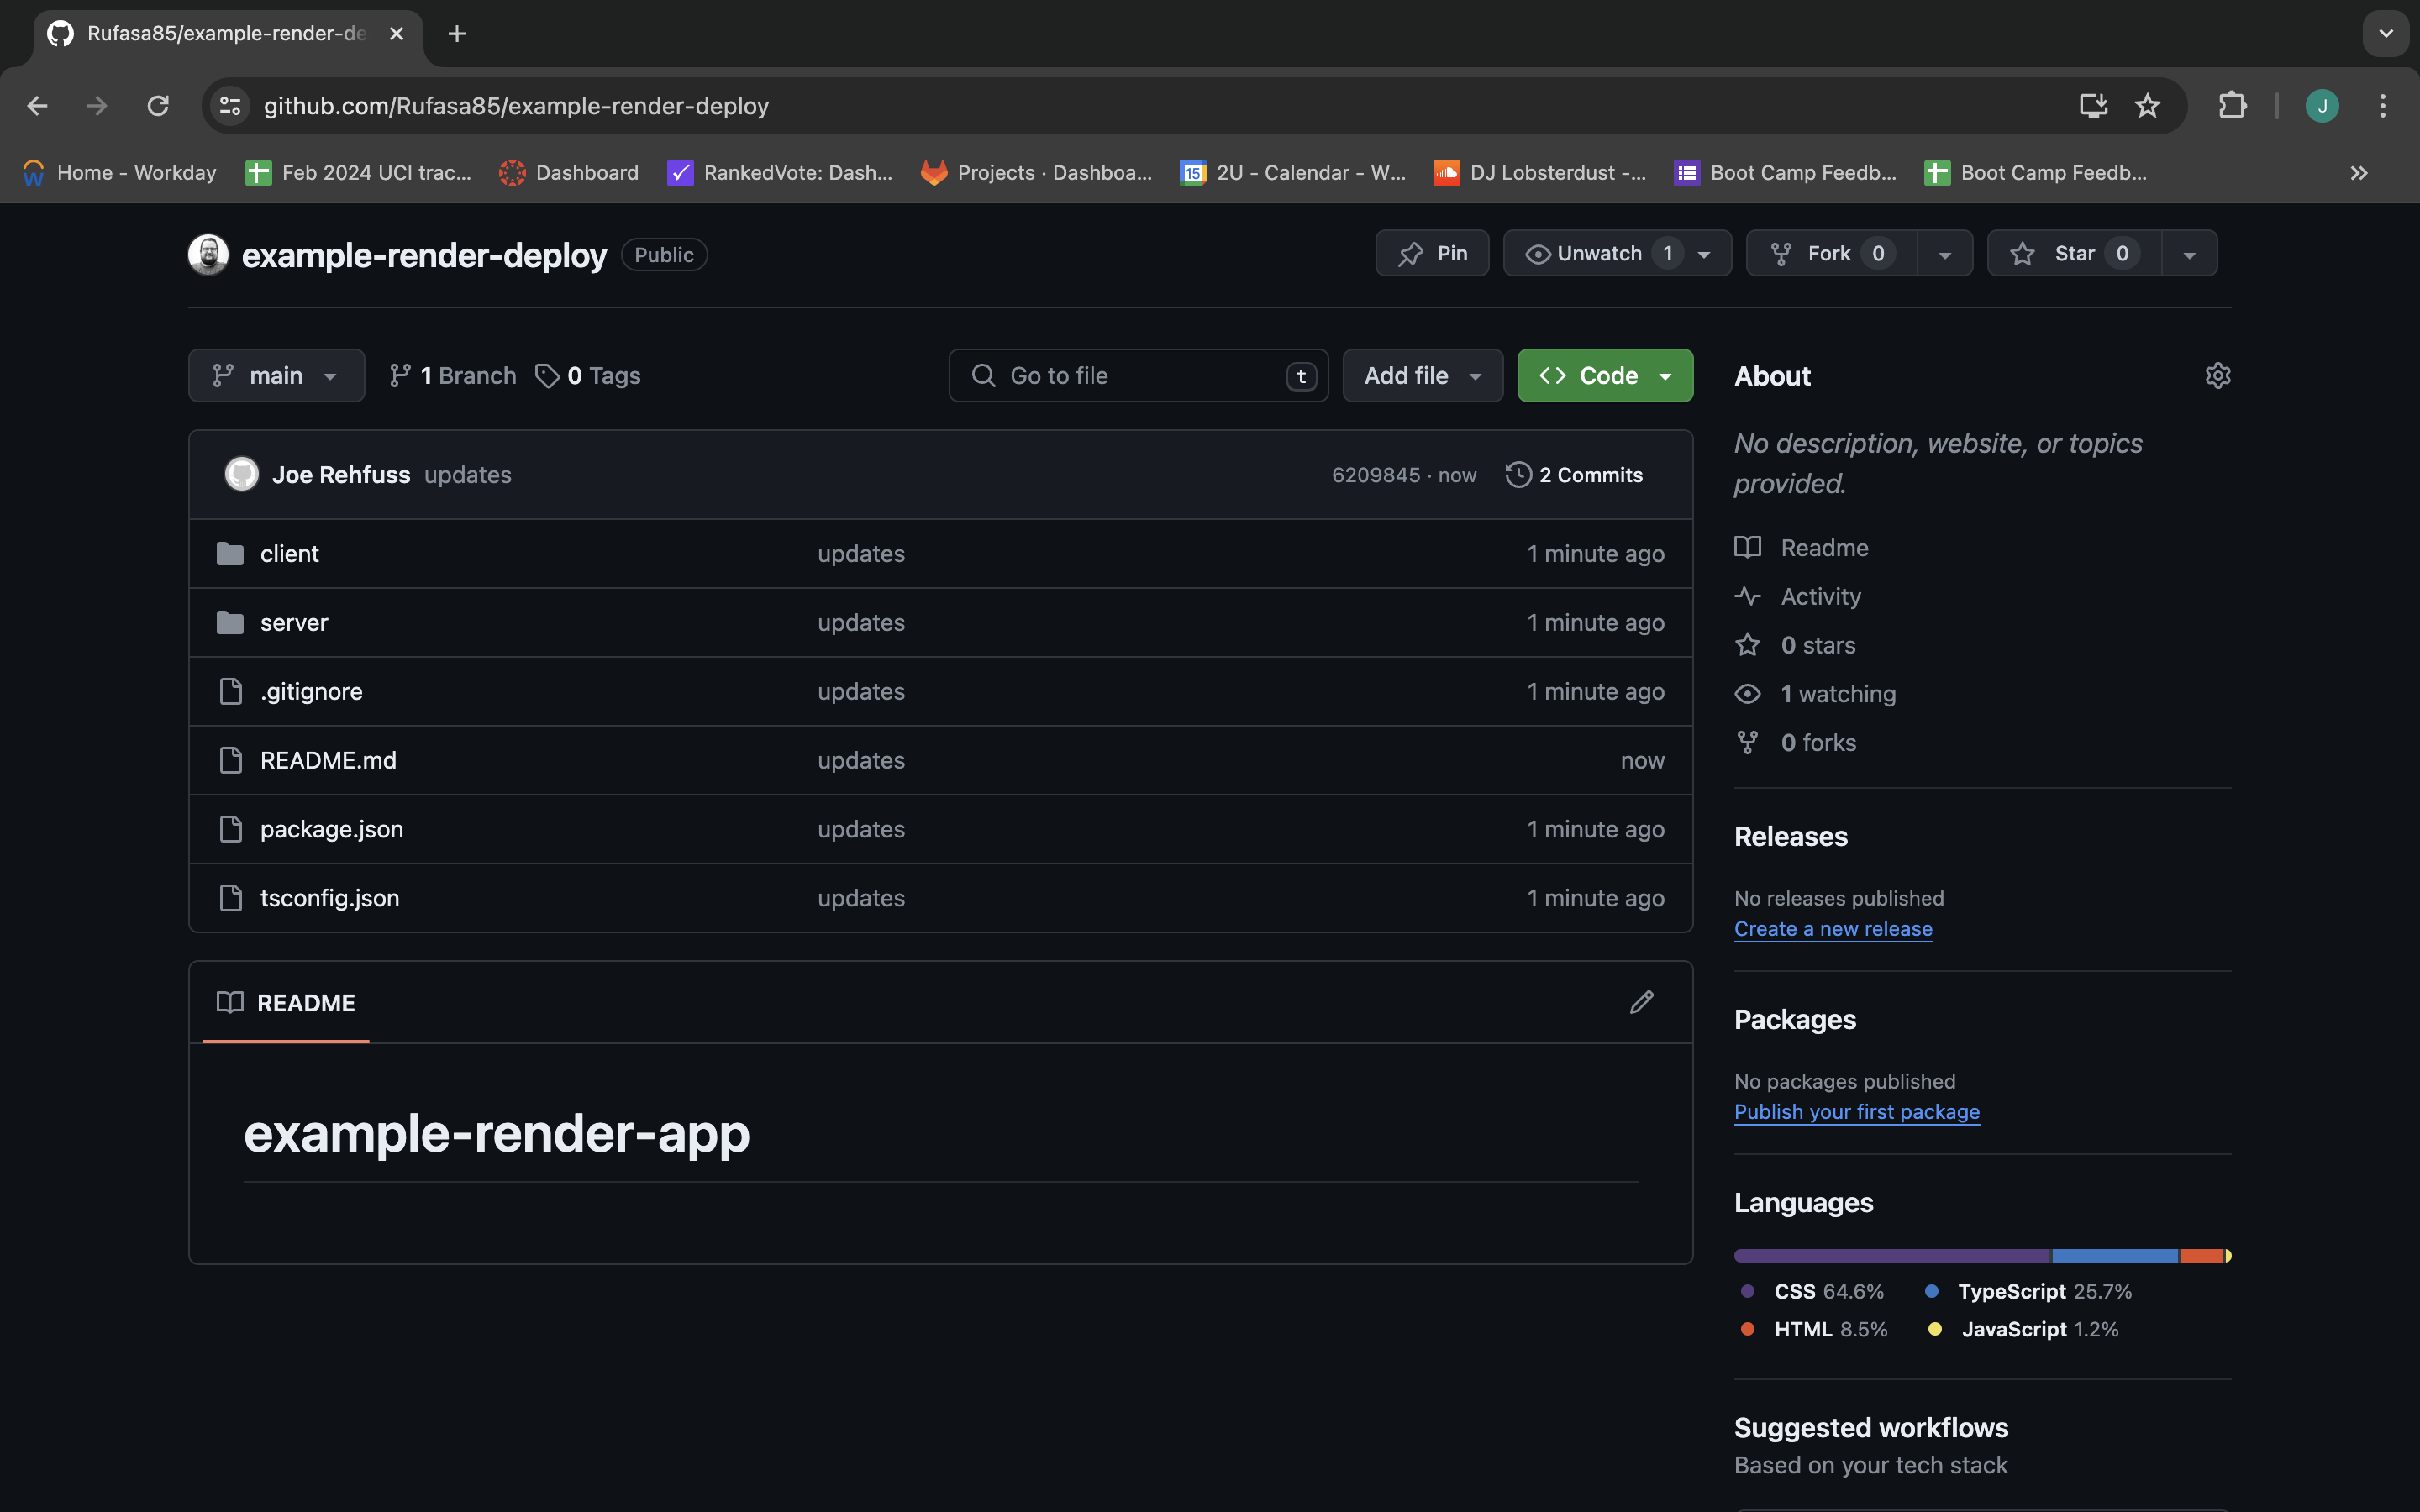 Rufasa85/example-render-de
github.com/Rufasa85/example-render-deploy
J
Home - Workday
Feb 2024 UCI trac...
Dashboard
RankedVote: Dash...
Projects · Dashboa...
15
2U - Calendar - W...
DJ Lobsterdust -...
Boot Camp Feedb...
Boot Camp Feedb...
example-render-deploy
Public
Pin
Unwatch 1
Fork 0
Star 0
main
1 Branch
0 Tags
Go to file
t
Add file
Code
Joe Rehfuss updates
6209845 · now
2 Commits
client updates 1 minute ago
server updates 1 minute ago
.gitignore updates 1 minute ago
README.md updates now
package.json updates 1 minute ago
tsconfig.json updates 1 minute ago
README
example-render-app
About
No description, website, or topics
provided.
Readme
Activity
0 stars
1 watching
0 forks
Releases
No releases published
Create a new release
Packages
No packages published
Publish your first package
Languages
CSS 64.6%
TypeScript 25.7%
HTML 8.5%
JavaScript 1.2%
Suggested workflows
Based on your tech stack